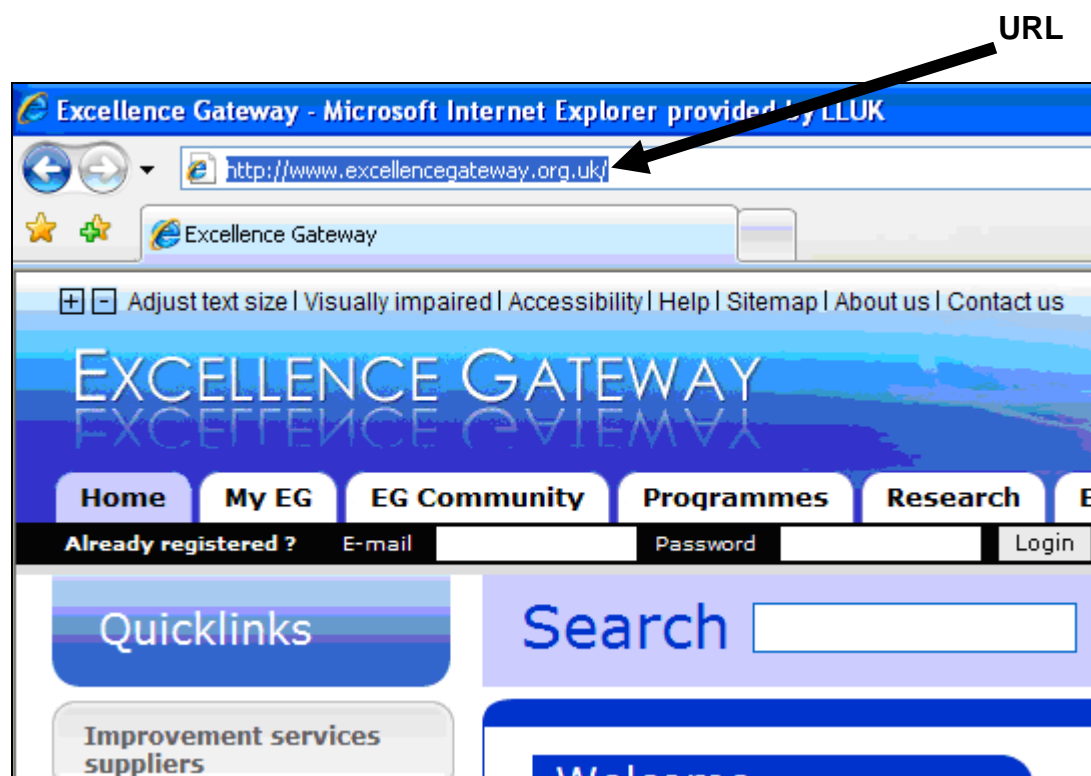 URL
Excellence Gateway - Microsoft Internet Explorer provided by LLUK
http://www.excellencegateway.org.uk/
Excellence Gateway
+ - Adjust text size | Visually impaired | Accessibility | Help | Sitemap | About us | Contact us
EXCELLENCE GATEWAY
Home My EG EG Community Programmes Research E
Already registered ? E-mail Password Login
Quicklinks
Search
Improvement services
suppliers
Welcome